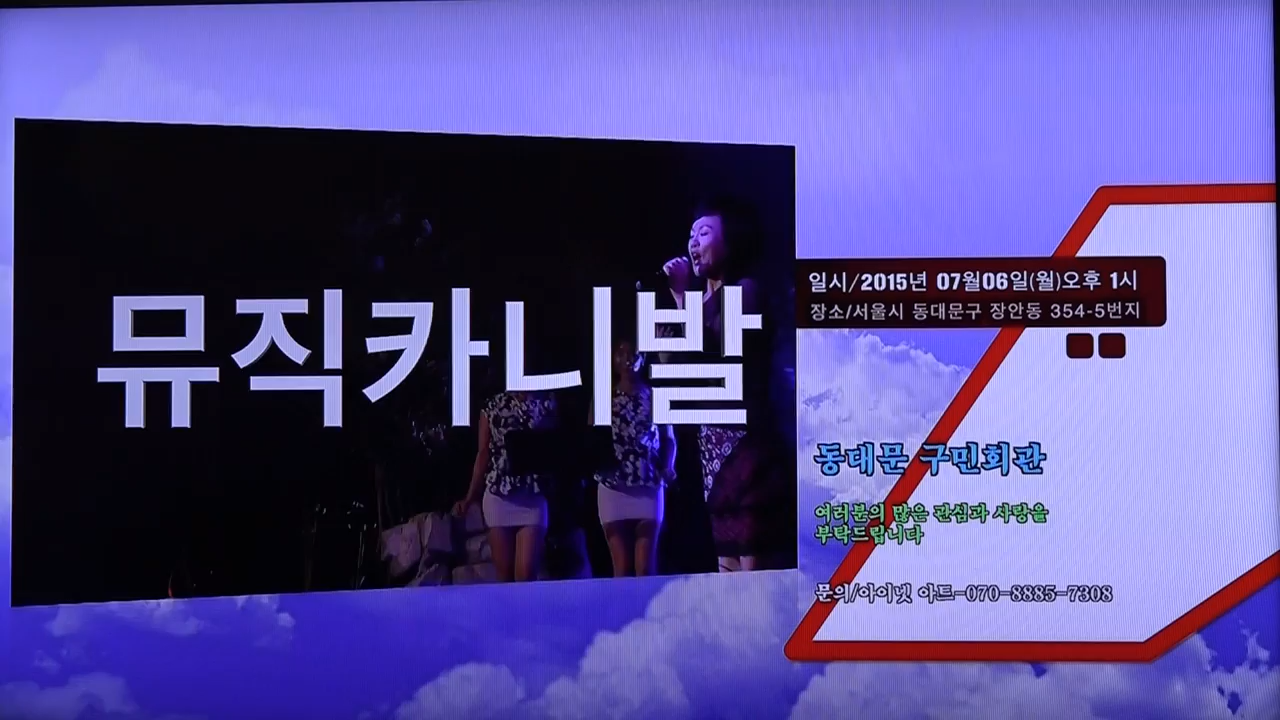 뮤직카니발
일시/2015년 07월06일(월)오후 1시
장소/서울시 동대문구 장안동 354-5번지
동대문 구민회관
여러분의 많은 관심과 사랑을
부탁드립니다
문의/아이넷 아트-070-8885-7308